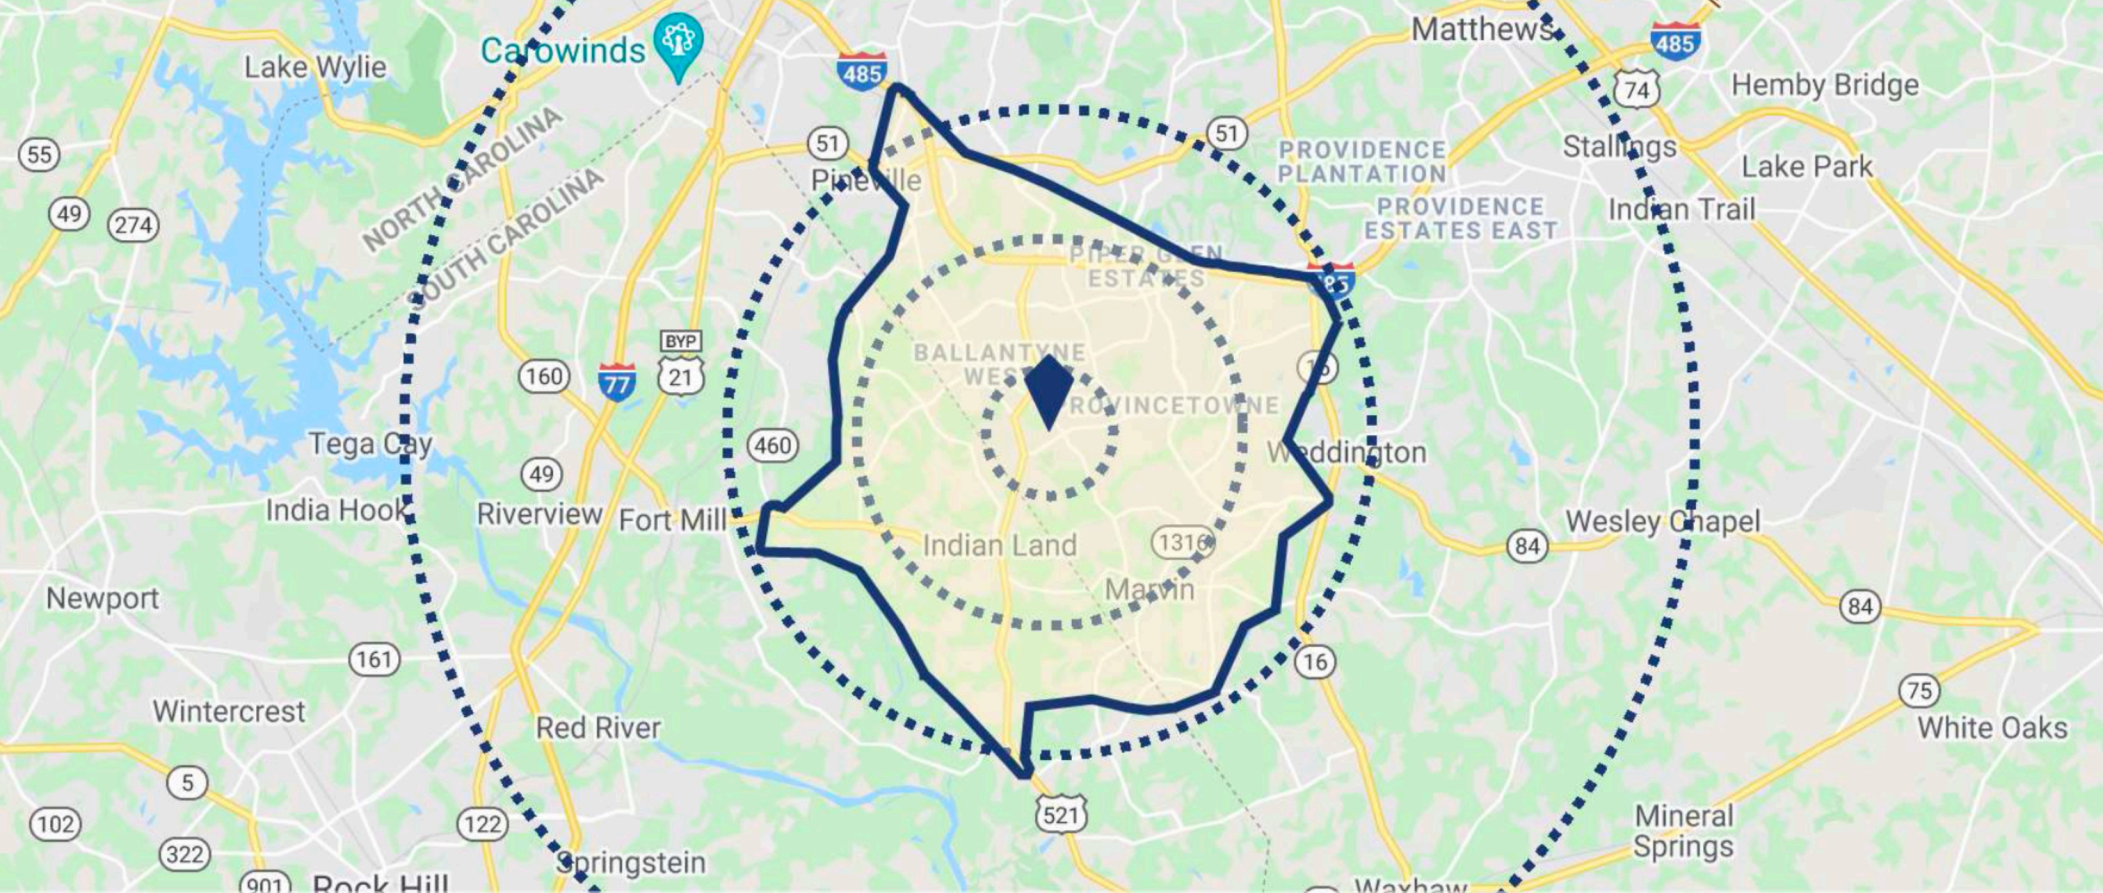 Matthews
Carowinds
485
485
Lake Wylie
74
Hemby Bridge
51
51
Stallings
55
PROVIDENCE
PLANTATION
Lake Park
NORTH CAROLINA
Pineville
SOUTH CAROLINA
49
274
PROVIDENCE
ESTATES EAST
Indian Trail
PIPER GLEN
ESTATES
485
BYP
21
160
77
BALLANTYNE
WEST
16
PROVINCETOWNE
Tega Cay
460
Weddington
49
India Hook
Riverview
Fort Mill
Wesley Chapel
Indian Land
1316
84
Marvin
Newport
84
161
16
75
Wintercrest
Red River
White Oaks
5
102
122
521
Mineral
Springs
322
Springstein
901
Rock Hill
Waxhaw